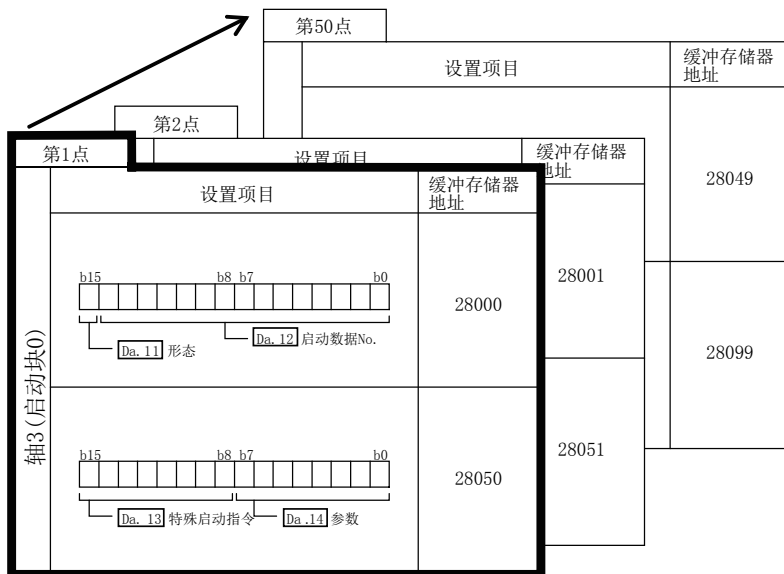 第50点
设置项目
缓冲存储器
地址
28049
28099
第2点
设置项目
缓冲存储器
地址
28001
28051
第1点
设置项目
缓冲存储器
地址
轴3(启动块0)
b15 b8 b7 b0
Da.11 形态
Da.12 启动数据No.
28000
b15 b8 b7 b0
Da.13 特殊启动指令
Da.14 参数
28050